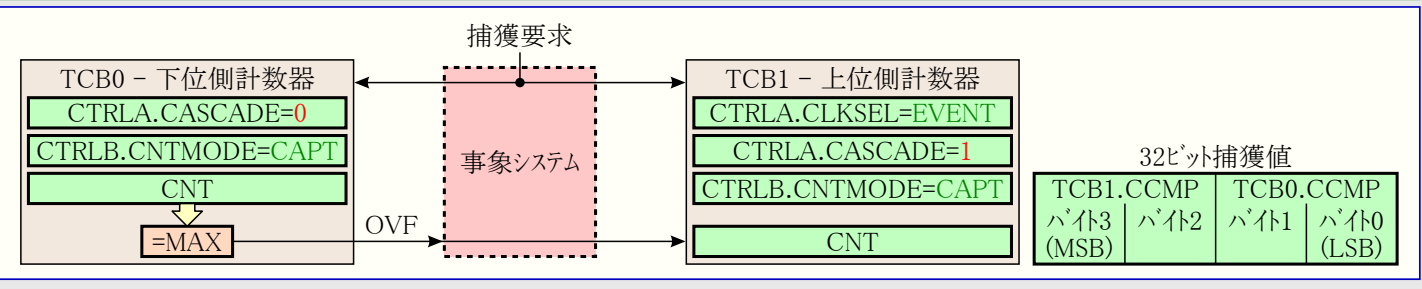 捕獲要求
TCB0 − 下位側計数器
CTRLA.CASCADE=0
CTRLB.CNTMODE=CAPT
CNT
=MAX
OVF
事象ｼｽﾃﾑ
TCB1 − 上位側計数器
CTRLA.CLKSEL=EVENT
CTRLA.CASCADE=1
CTRLB.CNTMODE=CAPT
CNT
32ﾋﾞｯﾄ捕獲値
TCB1.CCMP TCB0.CCMP
ﾊﾞｲﾄ3 ﾊﾞｲﾄ2 ﾊﾞｲﾄ1 ﾊﾞｲﾄ0
(MSB) (LSB)